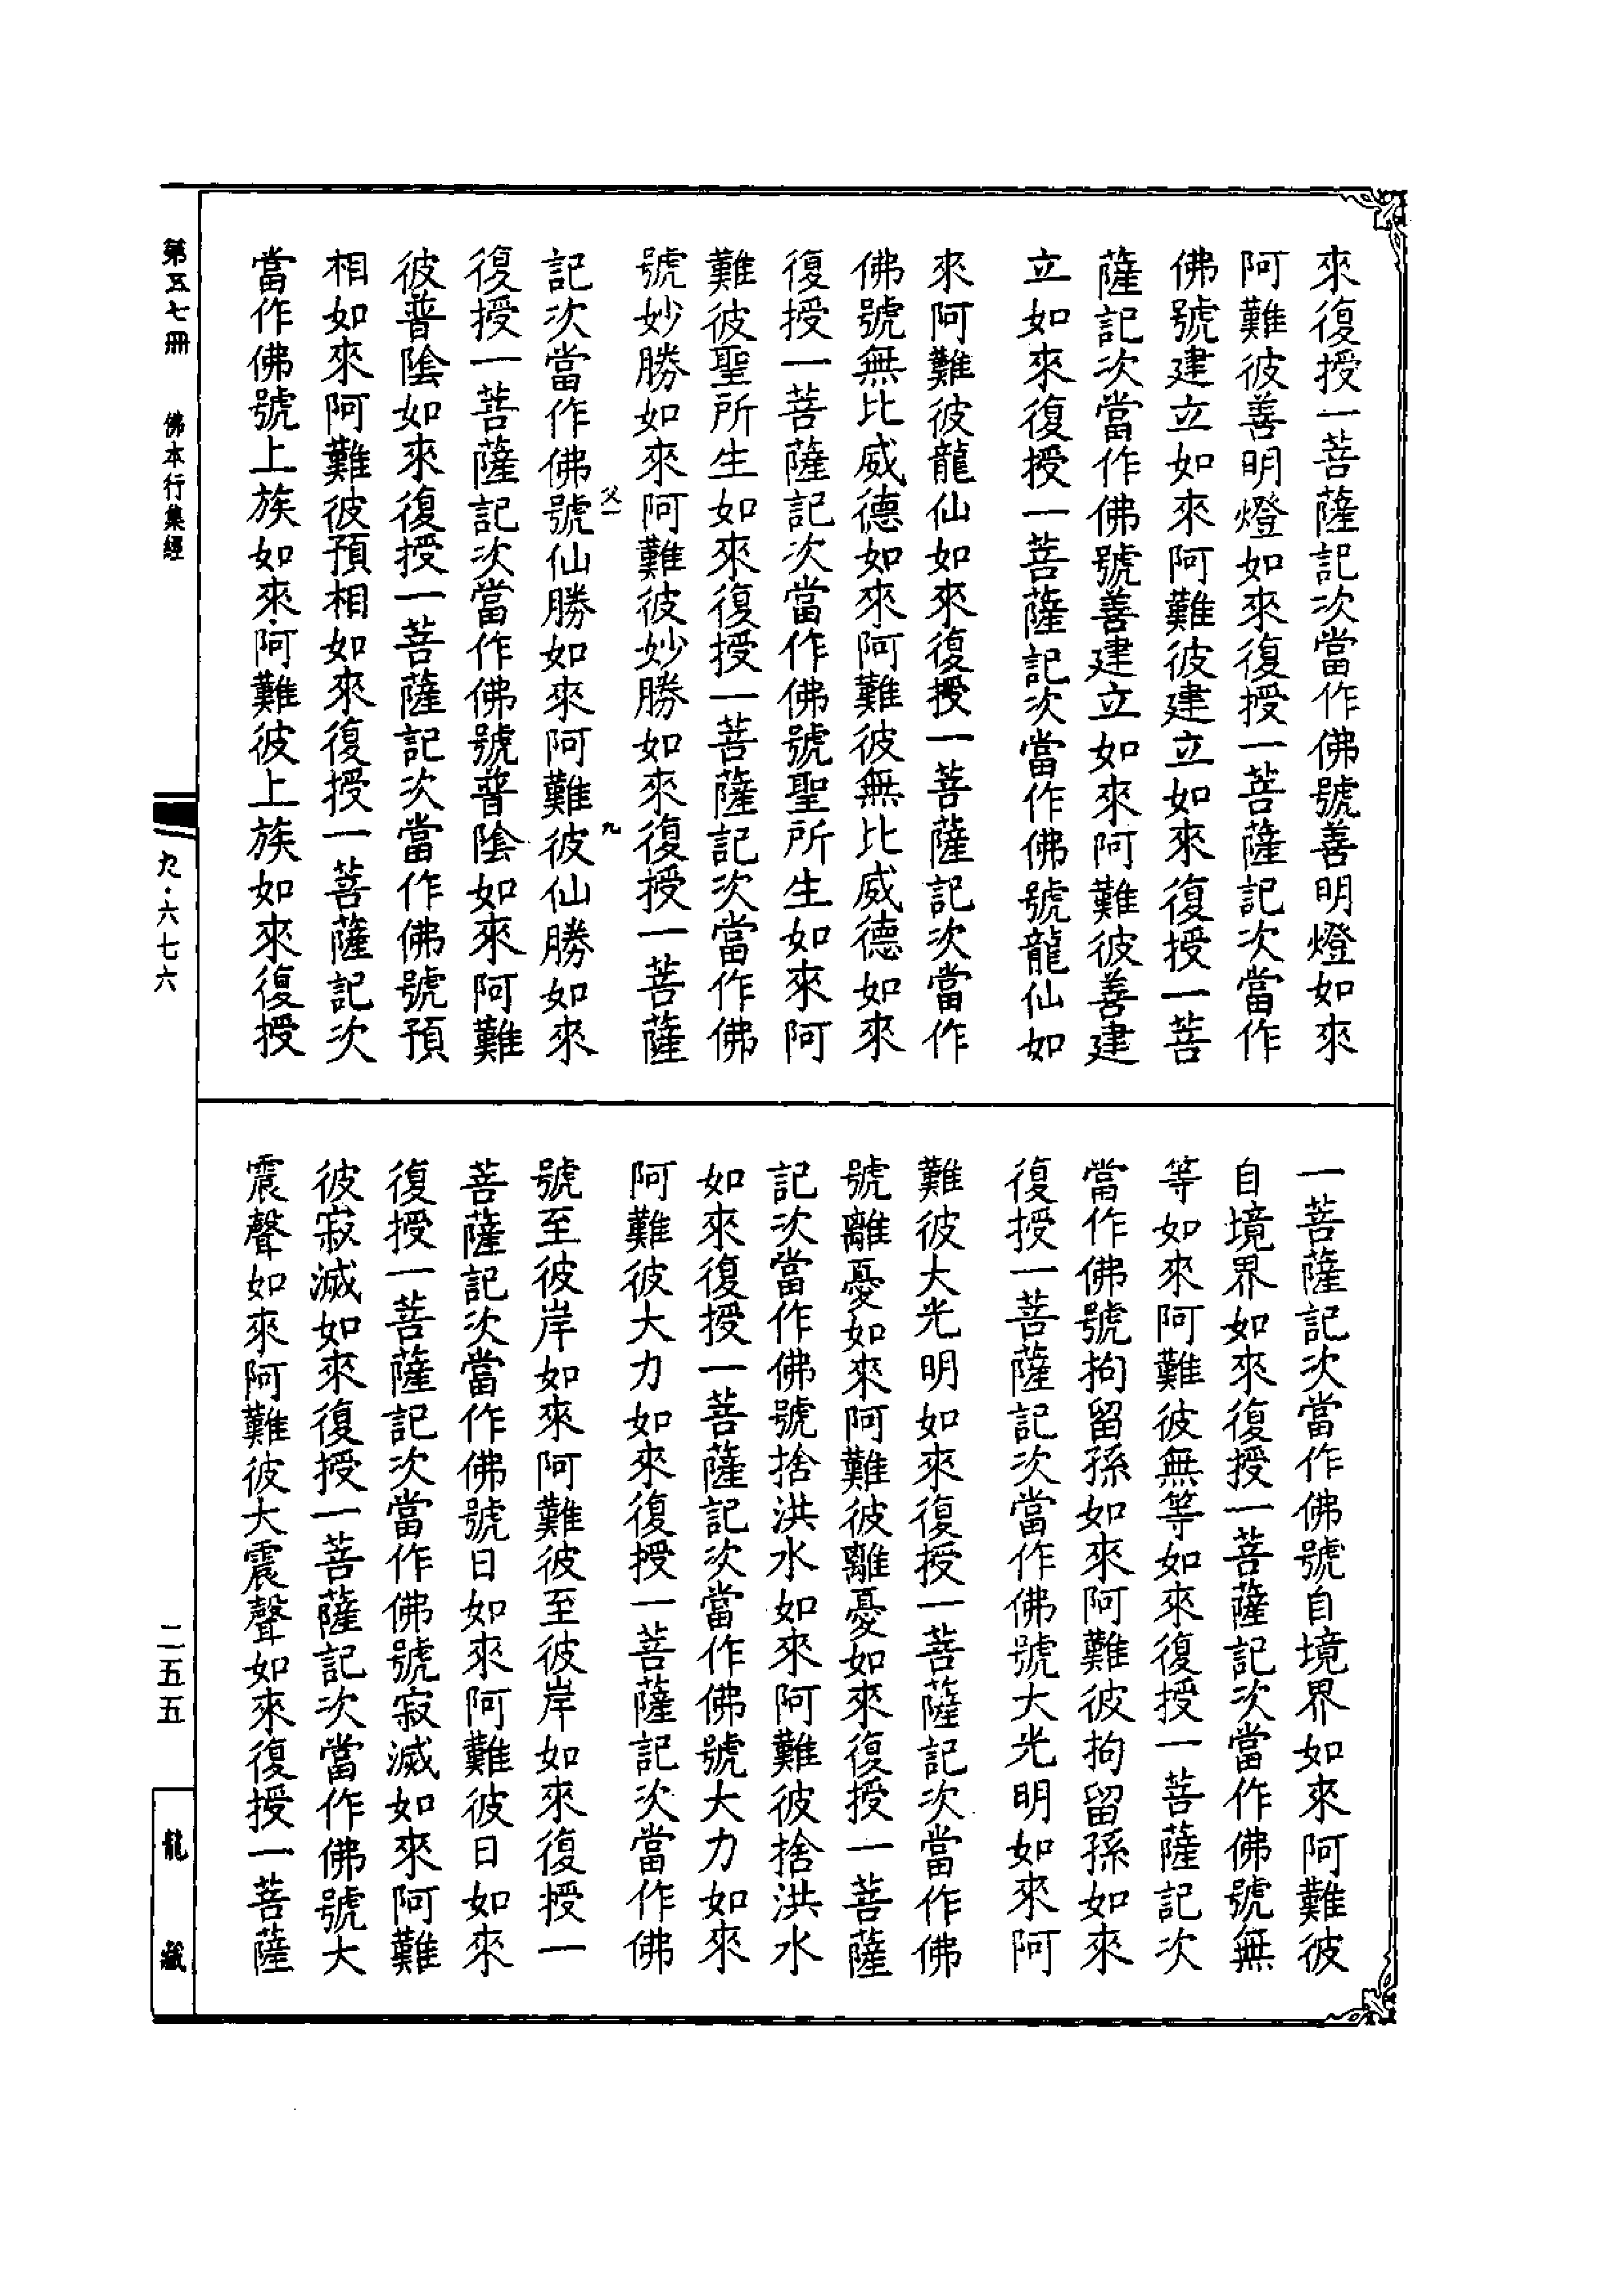 來復授一菩薩記次當作佛號善明燈如來
阿難彼善明燈如來復授一菩薩記次當作
佛號建立如來阿難彼建立如來復授一菩
薩記次當作佛號善建立如來阿難彼善建
立如來復授一菩薩記次當作佛號龍仙如
來阿難彼龍仙如來復授一菩薩記次當作
佛號無比威德如來阿難彼無比威德如來
復授一菩薩記次當作佛號聖所生如來阿
難彼聖所生如來復授一菩薩記次當作佛
號妙勝如來阿難彼妙勝如來復授一菩薩
父一 九
記次當作佛號仙勝如來阿難彼仙勝如來
復授一菩薩記次當作佛號普陰如來阿難
彼普陰如來復授一菩薩記次當作佛號預
相如來阿難彼預相如來復授一菩薩記次
當作佛號上族如來阿難彼上族如來復授
一菩薩記次當作佛號自境界如來阿難彼
自境界如來復授一菩薩記次當作佛號無
等如來阿難彼無等如來復授一菩薩記次
當作佛號拘留孫如來阿難彼拘留孫如來
復授一菩薩記次當作佛號大光明如來阿
難彼大光明如來復授一菩薩記次當作佛
號離憂如來阿難彼離憂如來復授一菩薩
記次當作佛號捨洪水如來阿難彼捨洪水
如來復授一菩薩記次當作佛號大力如來
阿難彼大力如來復授一菩薩記次當作佛
號至彼岸如來阿難彼至彼岸如來復授一
菩薩記次當作佛號日如來阿難彼日如來
復授一菩薩記次當作佛號寂滅如來阿難
彼寂滅如來復授一菩薩記次當作佛號大
震聲如來阿難彼大震聲如來復授一菩薩
第五七冊 佛本行集經
九·六七六
二五五
龍藏